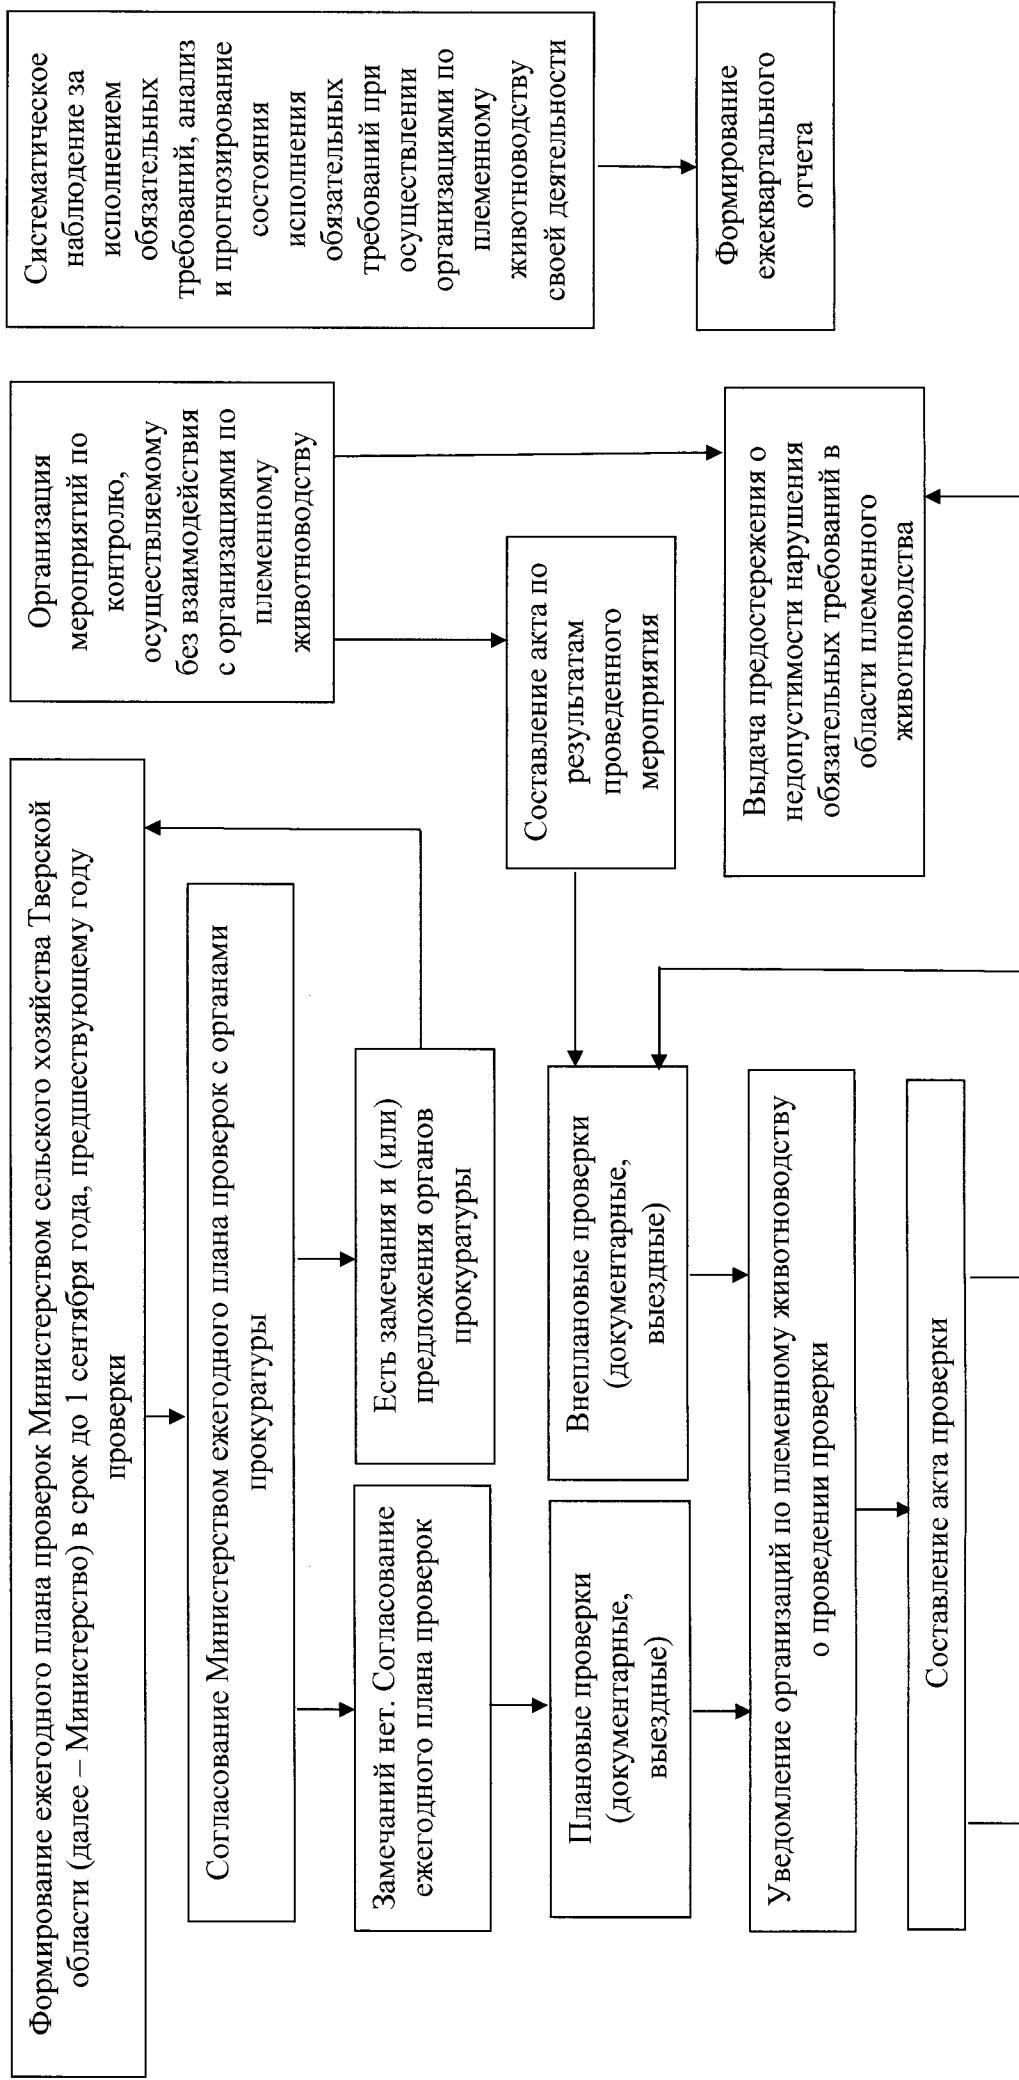 Формирование ежегодного плана проверок Министерством сельского хозяйства Тверской
области (далее – Министерство) в срок до 1 сентября года, предшествующему году
проверки
Организация
мероприятий по
контролю,
осуществляемому
без взаимодействия
с организациями по
племенному
животноводству
Систематическое
наблюдение за
исполнением
обязательных
требований, анализ
и прогнозирование
состояния
исполнения
обязательных
требований при
осуществлении
организациями по
племенному
животноводству
своей деятельности
Согласование Министерством ежегодного плана проверок с органами
прокуратуры
Замечаний нет. Согласование
ежегодного плана проверок
Есть замечания и (или)
предложения органов
прокуратуры
Составление акта по
результатам
проведенного
мероприятия
Формирование
ежеквартального
отчета
Плановые проверки
(документарные,
выездные)
Внеплановые проверки
(документарные,
выездные)
Выдача предостережения о
недопустимости нарушения
обязательных требований в
области племенного
животноводства
Уведомление организаций по племенному животноводству
о проведении проверки
Составление акта проверки